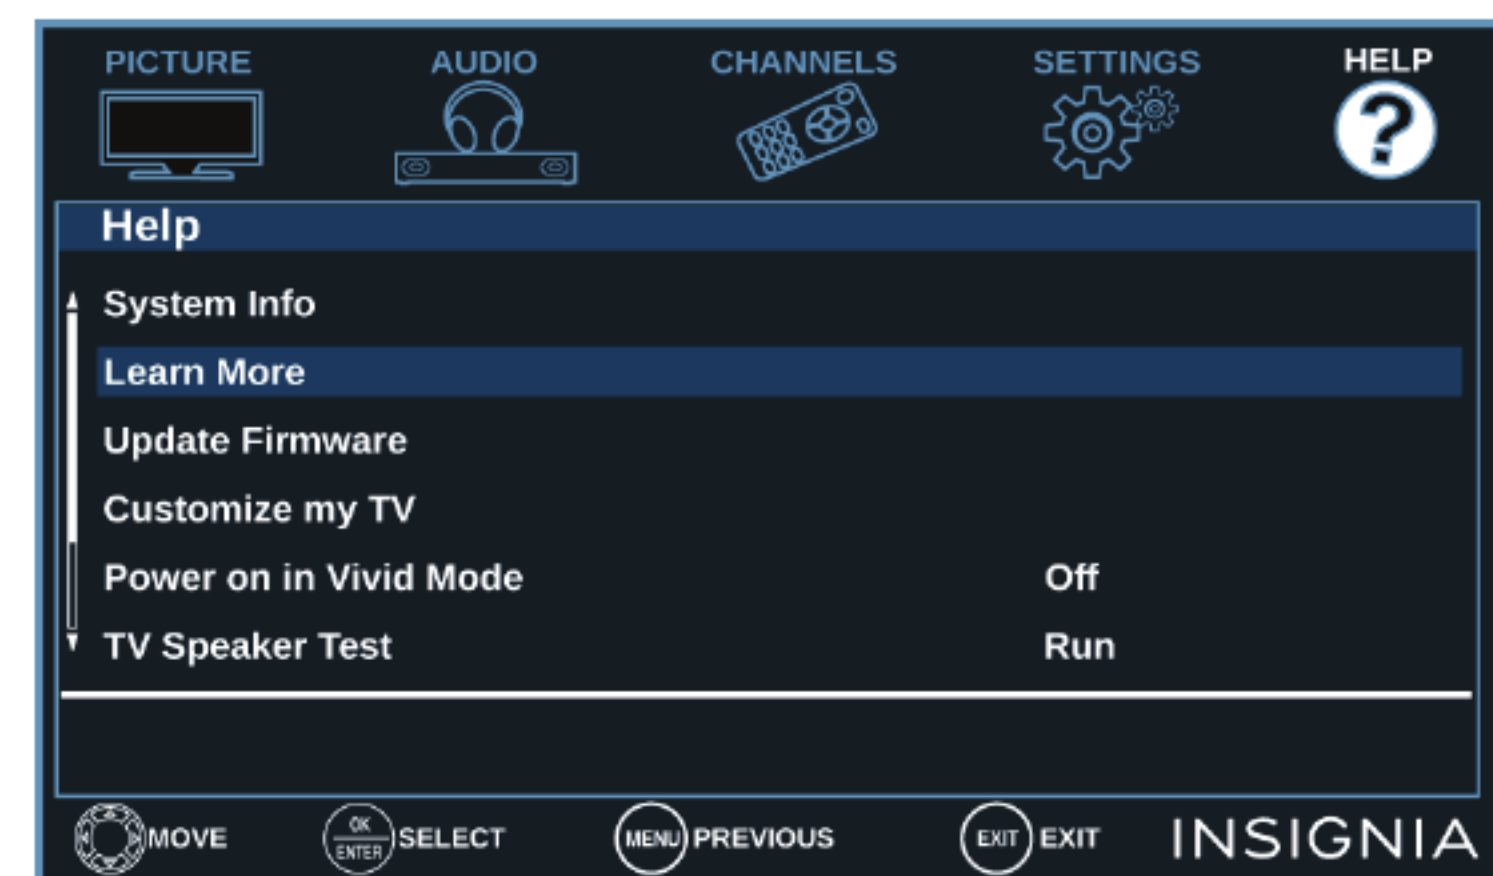 PICTURE AUDIO CHANNELS SETTINGS HELP
?
Help
System Info
Learn More
Update Firmware
Customize my TV
Power on in Vivid Mode Off
TV Speaker Test Run
MOVE OK ENTER SELECT MENU PREVIOUS EXIT EXIT INSIGNIA